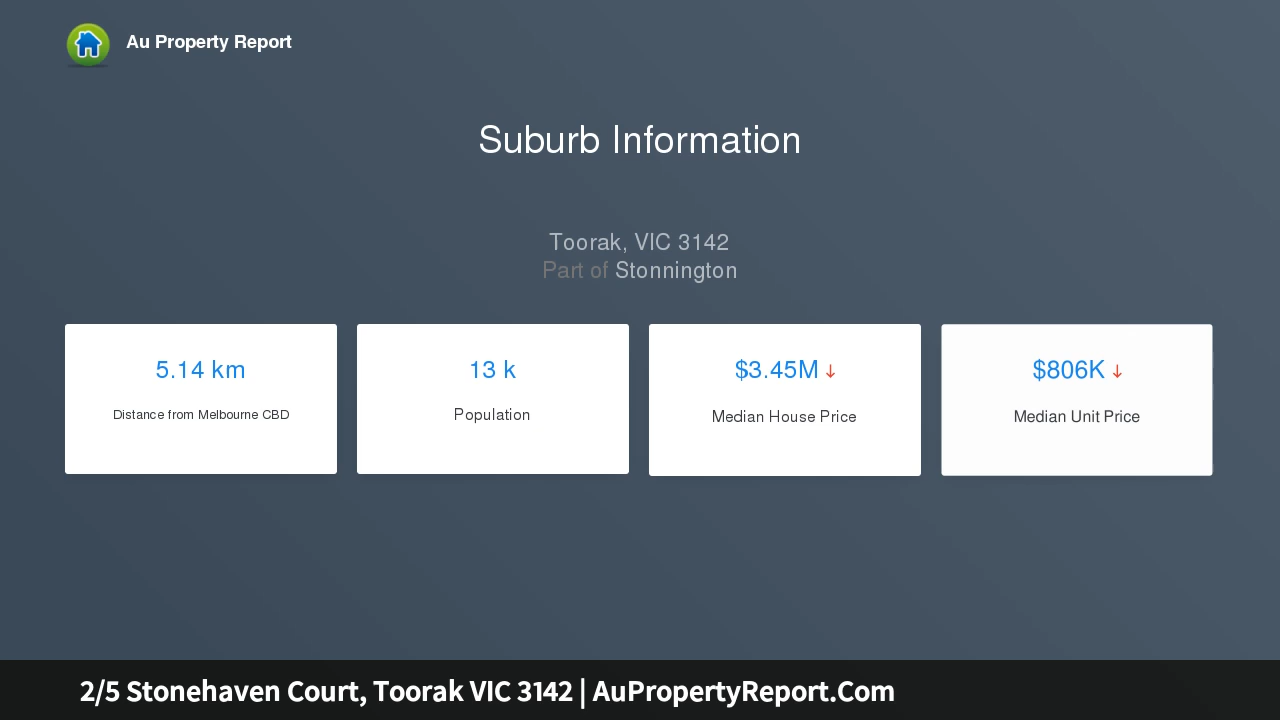 Au Property Report
Suburb Information
Toorak, VIC 3142
Part of Stonnington
5.14 km
Distance from Melbourne CBD
13 k
Population
$3.45M ↓
Median House Price
$806K ↓
Median Unit Price
2/5 Stonehaven Court, Toorak VIC 3142 | AuPropertyReport.Com